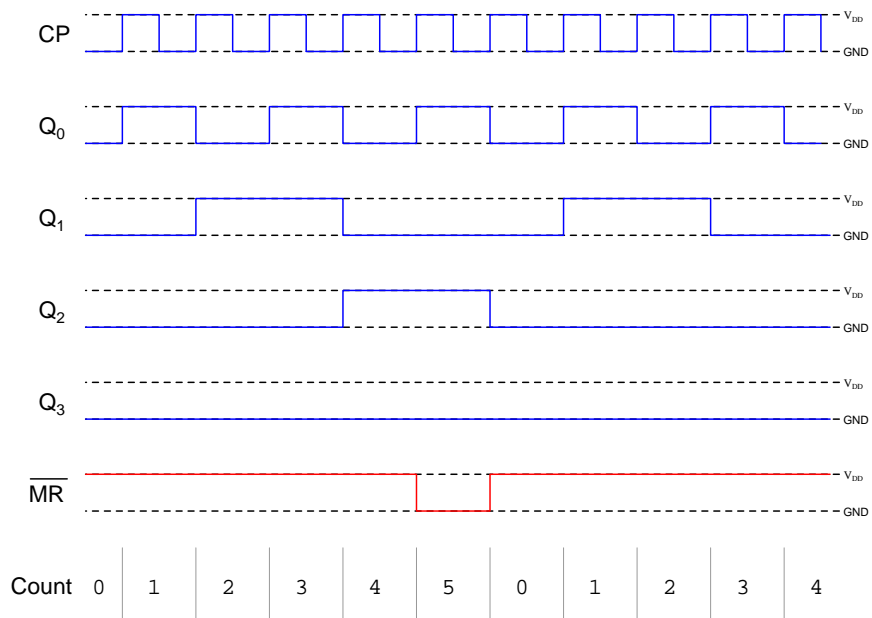 CP V_DD
GND
Q_0 V_DD
GND
Q_1 V_DD
GND
Q_2 V_DD
GND
Q_3 V_DD
GND
M̅R̅ V_DD
GND
Count 0 1 2 3 4 5 0 1 2 3 4